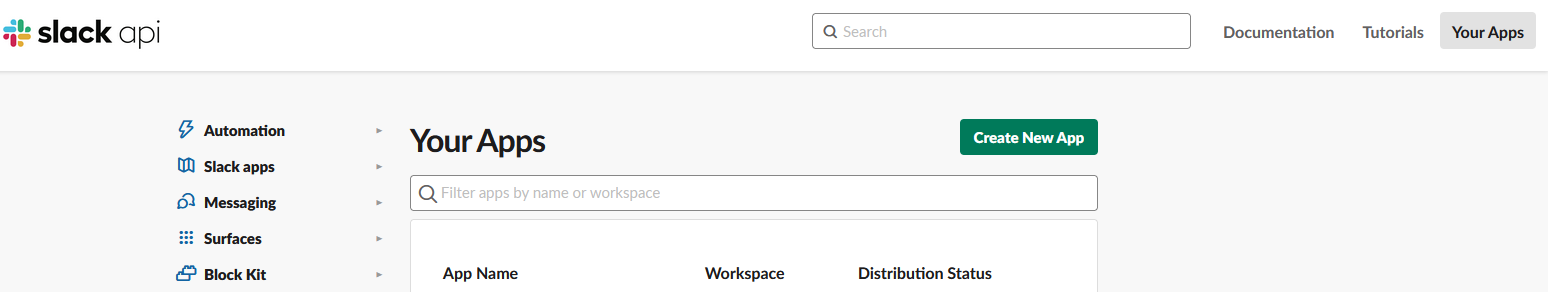 slack api
Search
Documentation
Tutorials
Your Apps
Automation
Slack apps
Messaging
Surfaces
Block Kit
Your Apps
Create New App
Filter apps by name or workspace
App Name
Workspace
Distribution Status